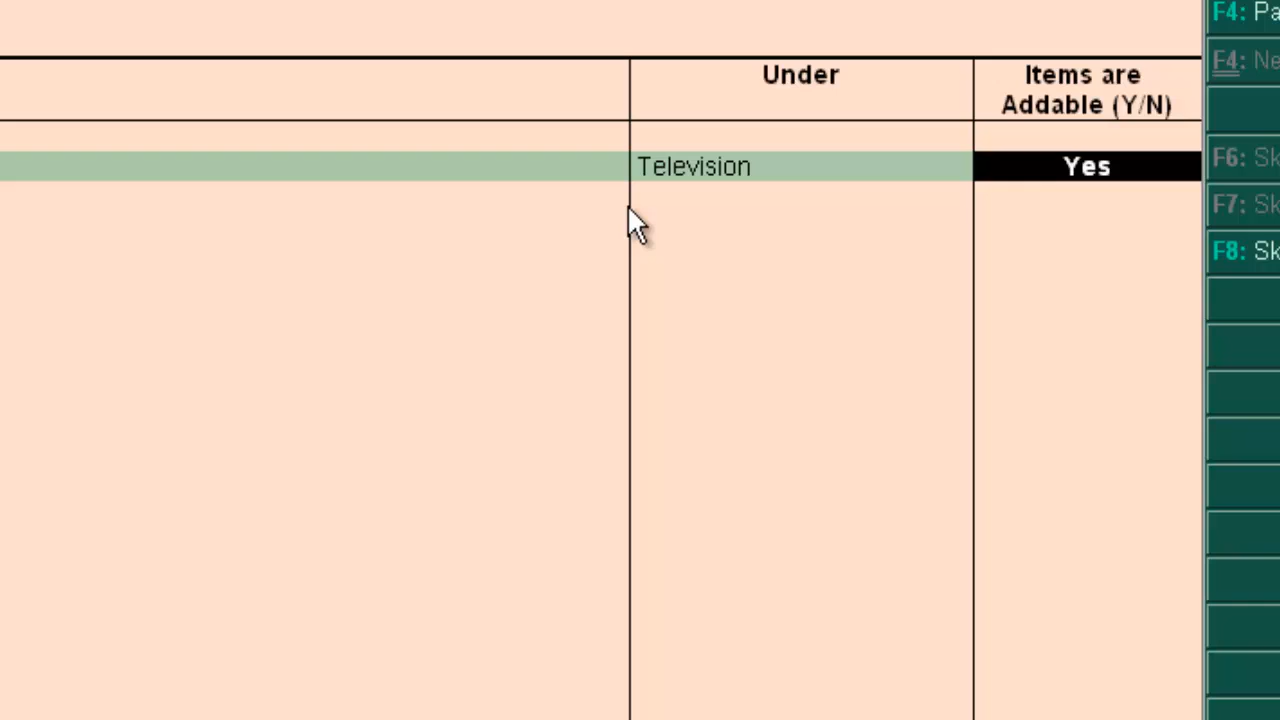 F4: Pa
Under
Items are
Addable (Y/N)
F4: Ne
Television
Yes
F6: Sk
F7: Sk
F8: Sk